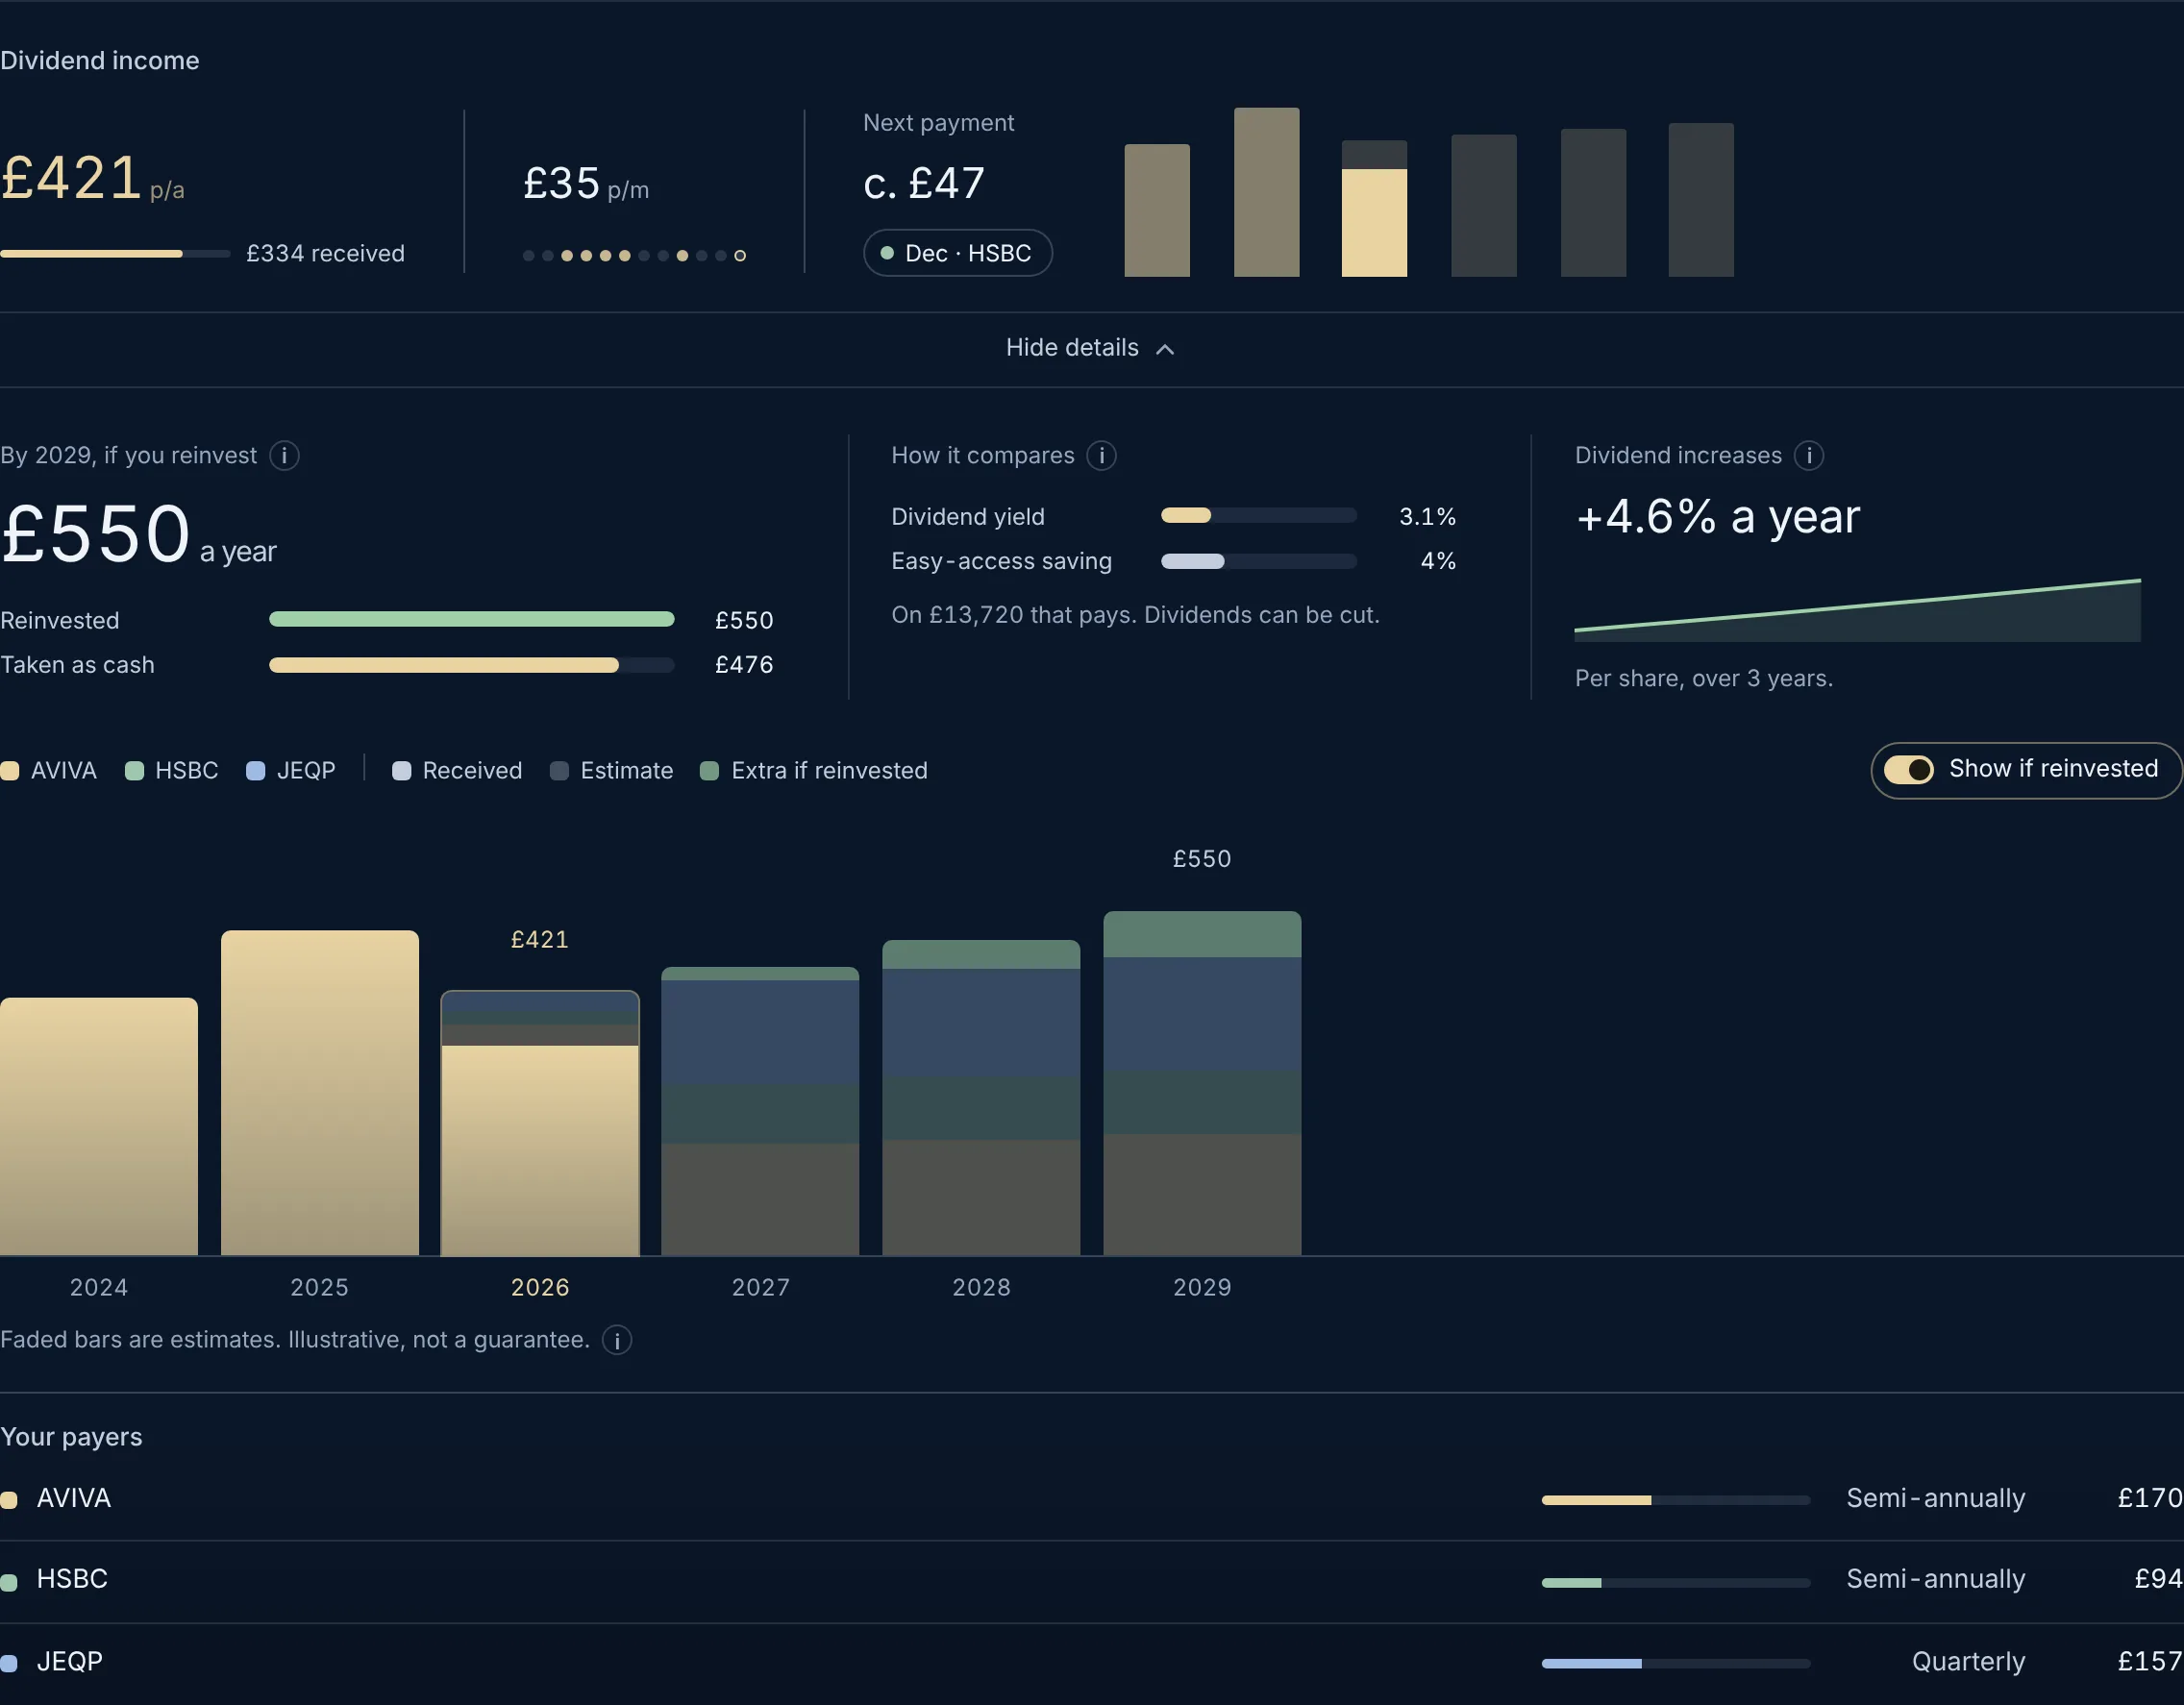 Dividend income
£421 p/a
£334 received
£35 p/m
Next payment
c. £47
Dec · HSBC
Hide details
By 2029, if you reinvest
£550 a year
Reinvested £550
Taken as cash £476
How it compares
Dividend yield 3.1%
Easy-access saving 4%
On £13,720 that pays. Dividends can be cut.
Dividend increases
+4.6% a year
Per share, over 3 years.
AVIVA HSBC JEQP Received Estimate Extra if reinvested
Show if reinvested
£550
£421
2024 2025 2026 2027 2028 2029
Faded bars are estimates. Illustrative, not a guarantee.
Your payers
AVIVA Semi-annually £170
HSBC Semi-annually £94
JEQP Quarterly £157